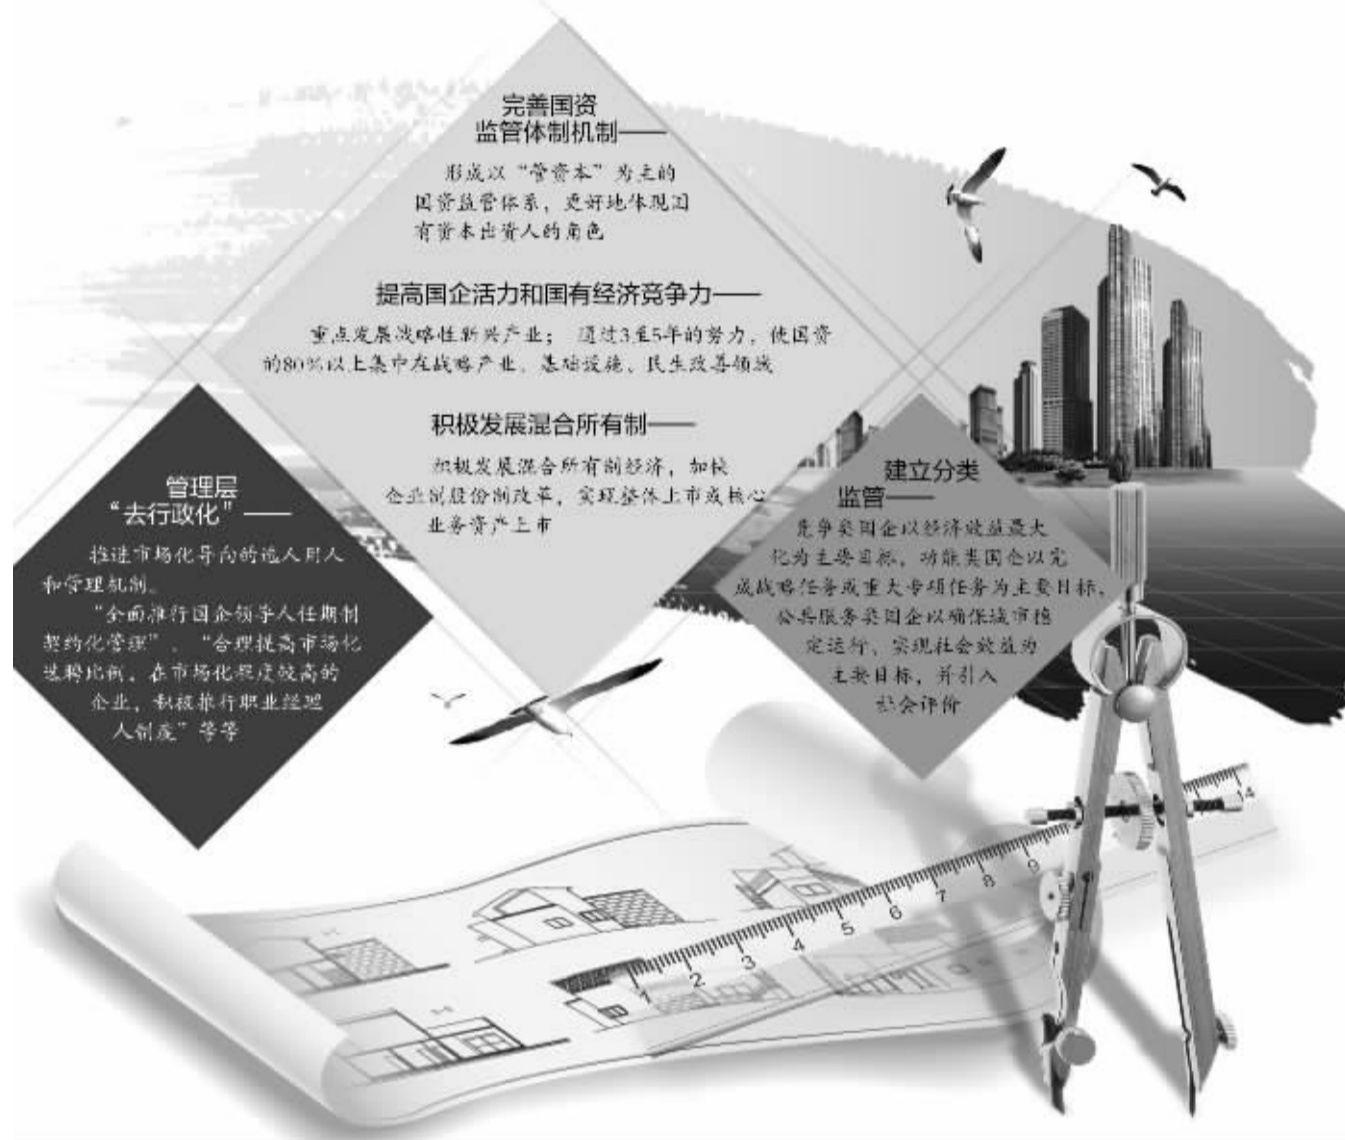 完善国资
监管体制机制——
形成以“管资本”为主的
国资监管体系，更好地体现国
有资本出资人的角色
提高国企活力和国有经济竞争力——
重点发展战略性新兴产业； 通过3至5年的努力，使国资
的80%以上集中在战略产业、基础设施、民生改善领域
积极发展混合所有制——
积极发展混合所有制经济，加快
企业制股份制改革，实现整体上市或核心
业务资产上市
管理层
“去行政化”——
推进市场化导向的选人用人
和管理机制。
“全面推行国企领导人任期制
契约化管理”、“合理提高市场化
选聘比例，在市场化程度较高的
企业，积极推行职业经理
人制度”等等
建立分类
监管——
竞争类国企以经济效益最大
化为主要目标，功能类国企以完
成战略任务或重大专项任务为主要目标，
公共服务类国企以确保城市稳
定运行、实现社会效益为
主要目标，并引入
社会评价
1 2 3 4 5 6 7 8 9 14